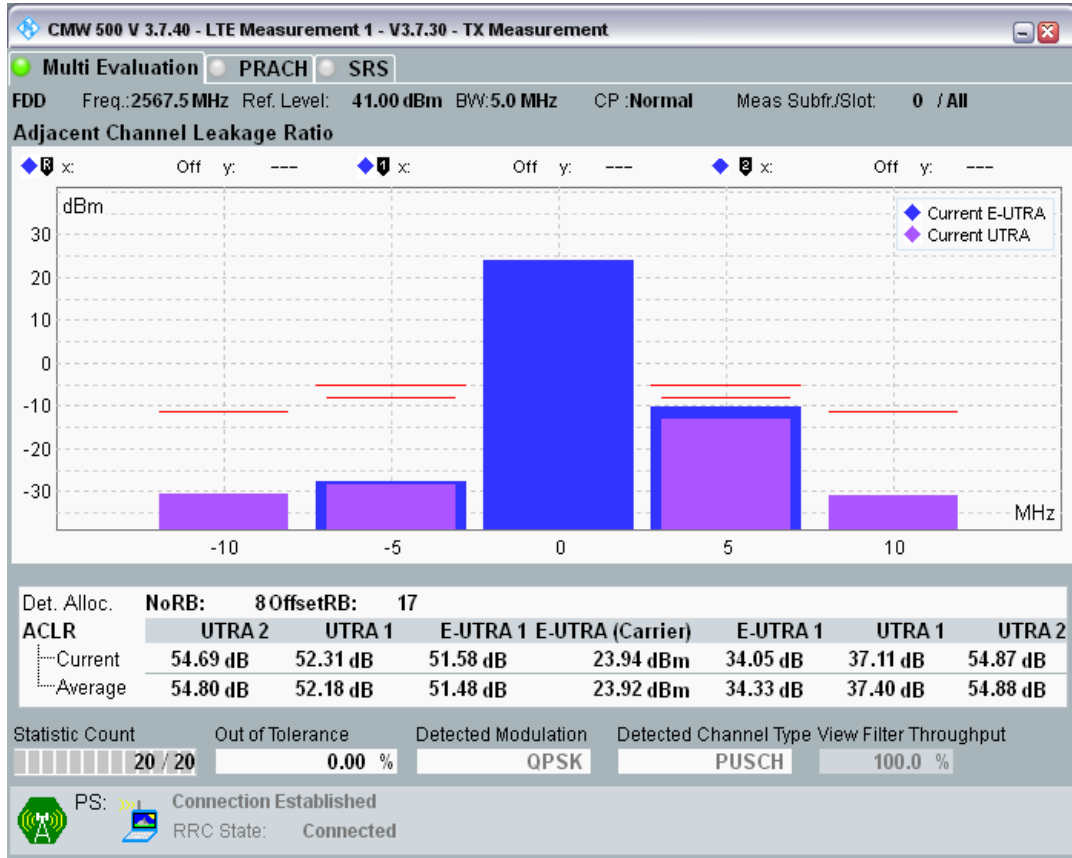 CMW 500 V 3.7.40 - LTE Measurement 1 - V3.7.30 - TX Measurement
Multi Evaluation PRACH SRS
FDD Freq.:2567.5 MHz Ref. Level: 41.00 dBm BW:5.0 MHz CP :Normal Meas Subfr./Slot: 0 / All
Adjacent Channel Leakage Ratio
R x: Off y: --- 1 x: Off y: --- 2 x: Off y: ---
dBm
Current E-UTRA
Current UTRA
30
20
10
0
-10
-20
-30
MHz
-10 -5 0 5 10
Det. Alloc. NoRB: 8 OffsetRB: 17
ACLR UTRA 2 UTRA 1 E-UTRA 1 E-UTRA (Carrier) E-UTRA 1 UTRA 1 UTRA 2
Current 54.69 dB 52.31 dB 51.58 dB 23.94 dBm 34.05 dB 37.11 dB 54.87 dB
Average 54.80 dB 52.18 dB 51.48 dB 23.92 dBm 34.33 dB 37.40 dB 54.88 dB
Statistic Count Out of Tolerance Detected Modulation Detected Channel Type View Filter Throughput
20 / 20 0.00 % QPSK PUSCH 100.0 %
PS: Connection Established
RRC State: Connected